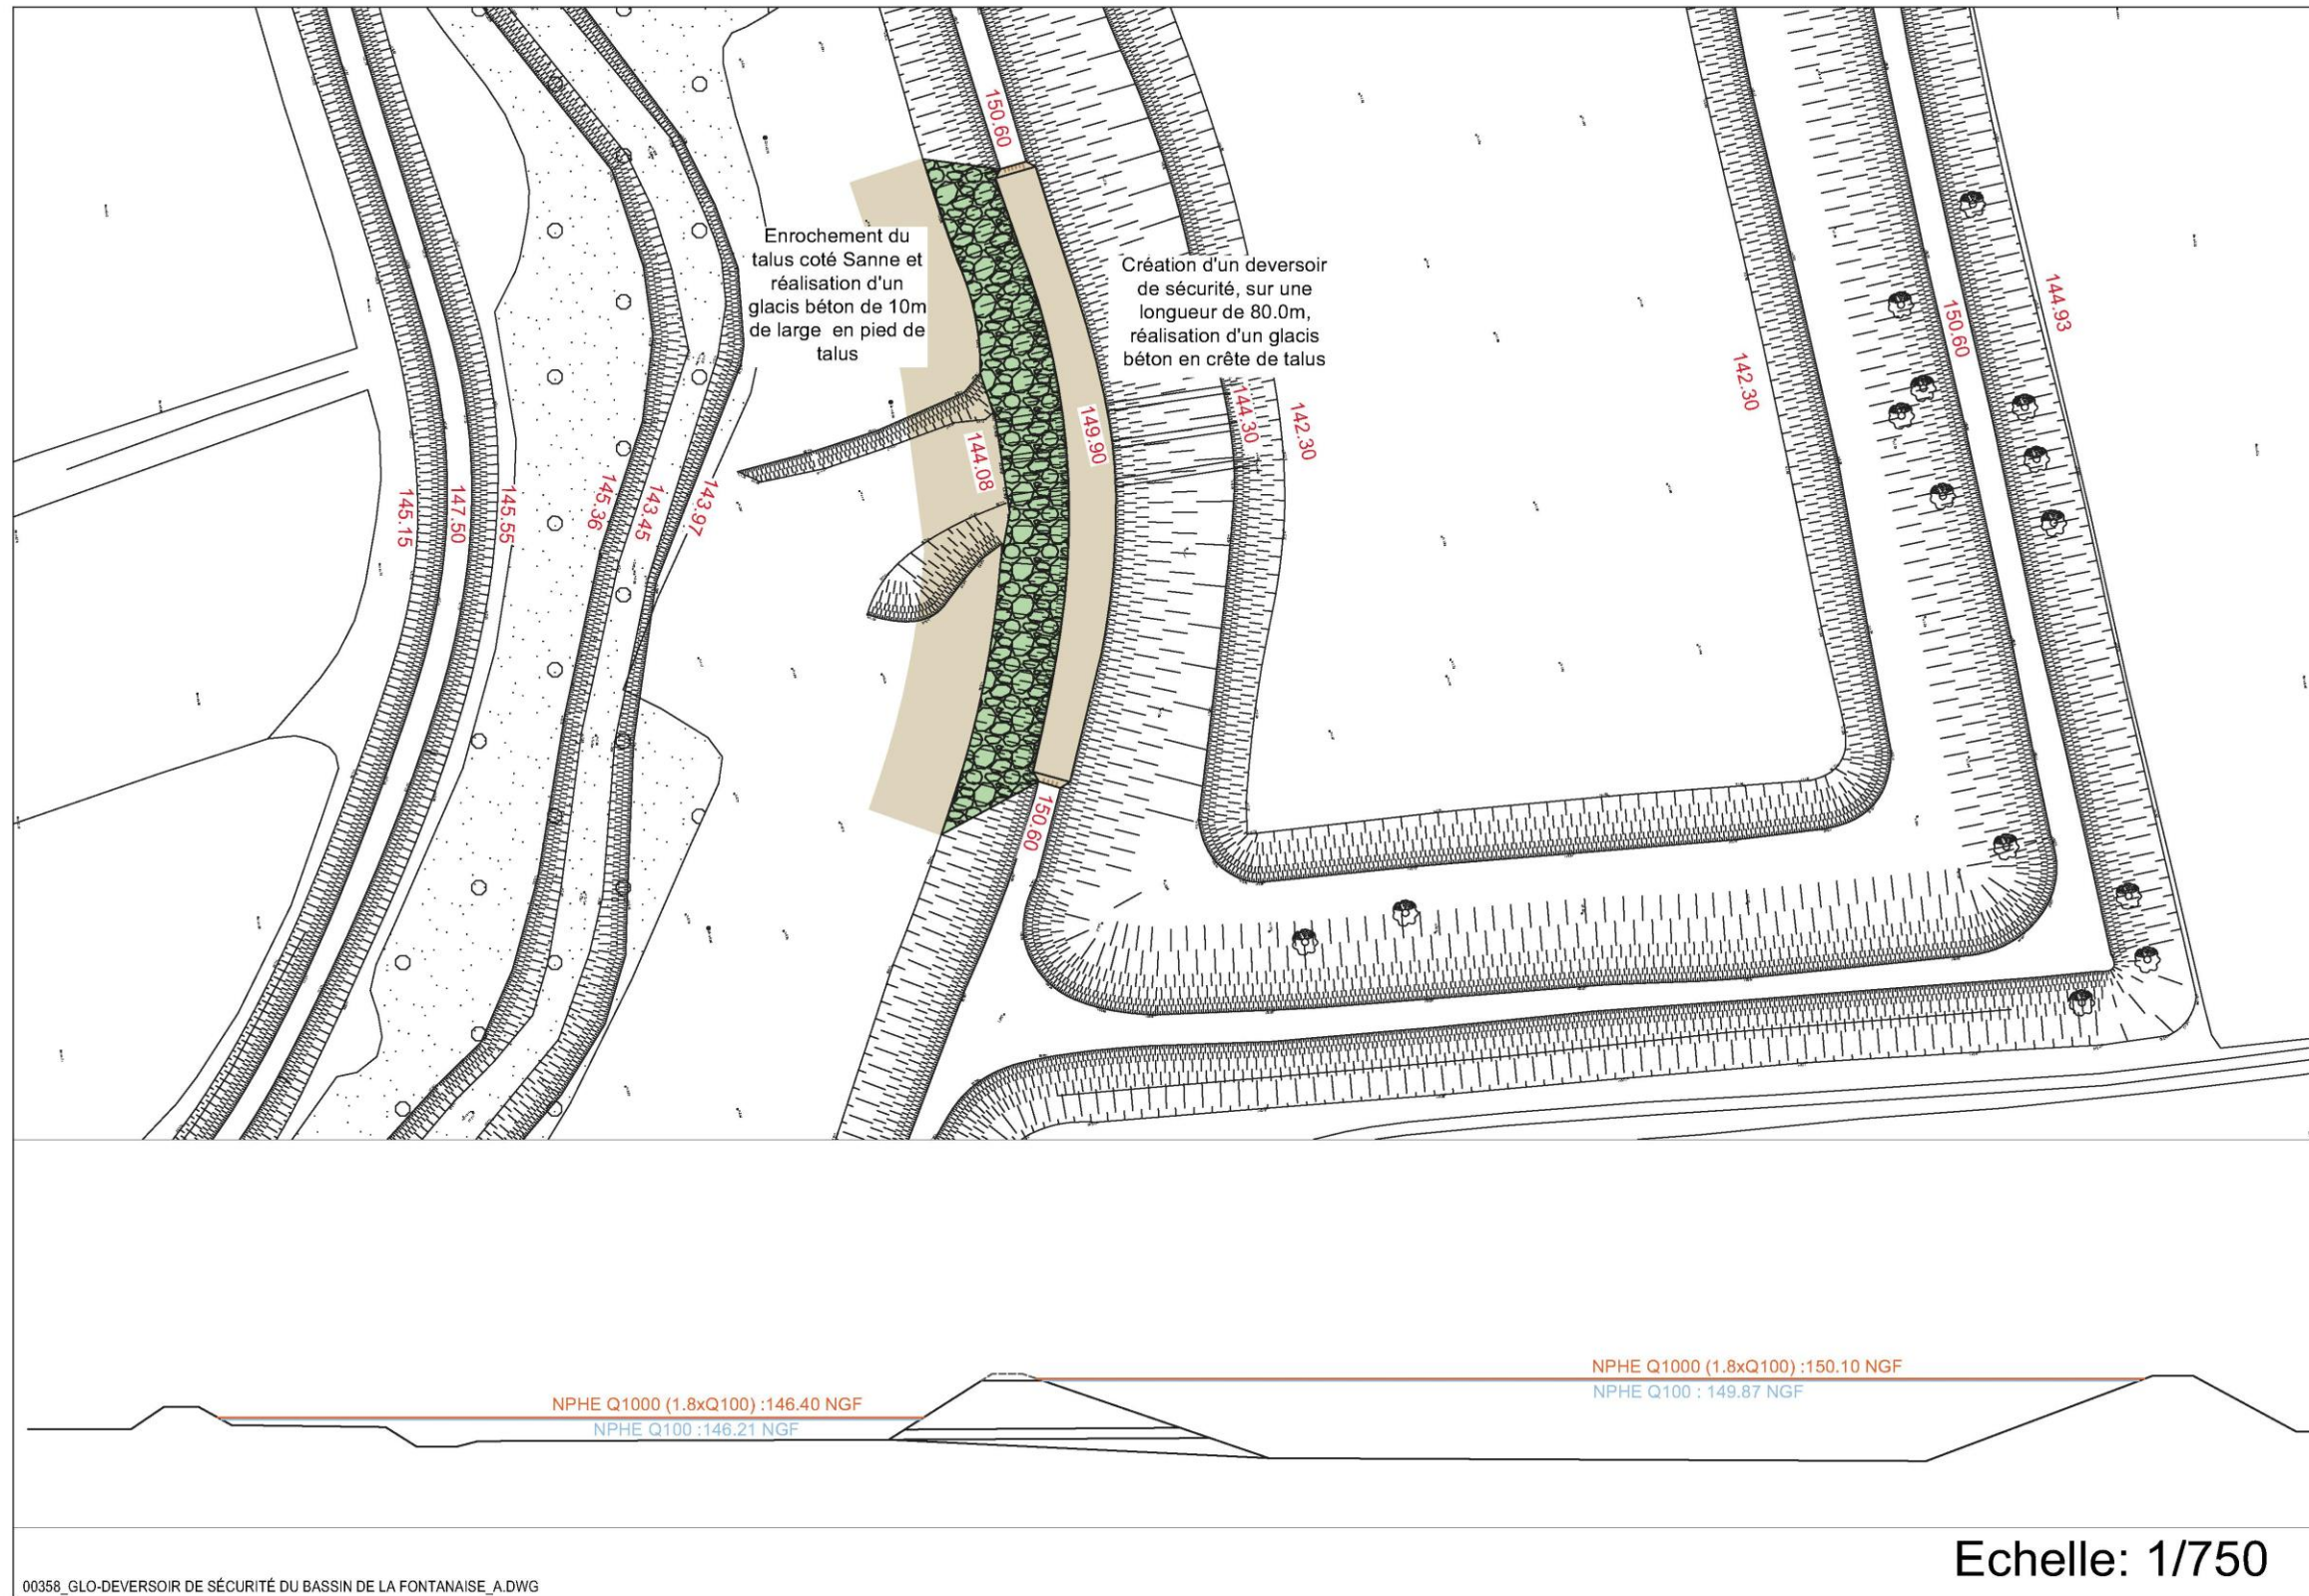 150.60
Enrochement du
talus coté Sanne et
réalisation d'un
glacis béton de 10m
de large  en pied de
talus
Création d'un deversoir
de sécurité, sur une
longueur de 80.0m,
réalisation d'un glacis
béton en crête de talus
144.93
150.60
142.30
144.30
142.30
149.90
144.08
145.15
147.50
145.55
145.36
143.45
143.97
150.60
NPHE Q1000 (1.8xQ100) :150.10 NGF
NPHE Q100 : 149.87 NGF
NPHE Q1000 (1.8xQ100) :146.40 NGF
NPHE Q100 :146.21 NGF
Echelle: 1/750
00358_GLO-DEVERSOIR DE SÉCURITÉ DU BASSIN DE LA FONTANAISE_A.DWG